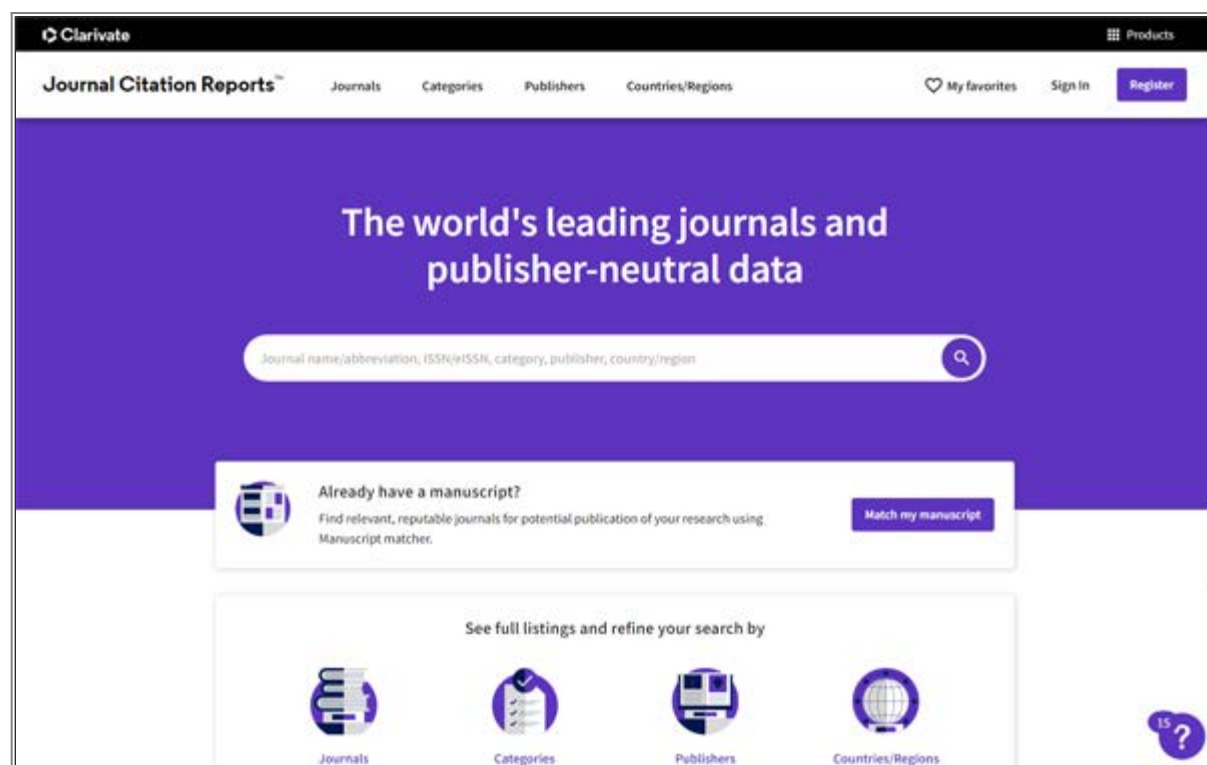 Clarivate
Products
Journal Citation Reports™
Journals
Categories
Publishers
Countries/Regions
My favorites
Sign In
Register
The world's leading journals and
publisher-neutral data
Journal name/abbreviation, ISSN/eISSN, category, publisher, country/region
Already have a manuscript?
Find relevant, reputable journals for potential publication of your research using
Manuscript matcher.
Match my manuscript
See full listings and refine your search by
Journals
Categories
Publishers
Countries/Regions
15
?